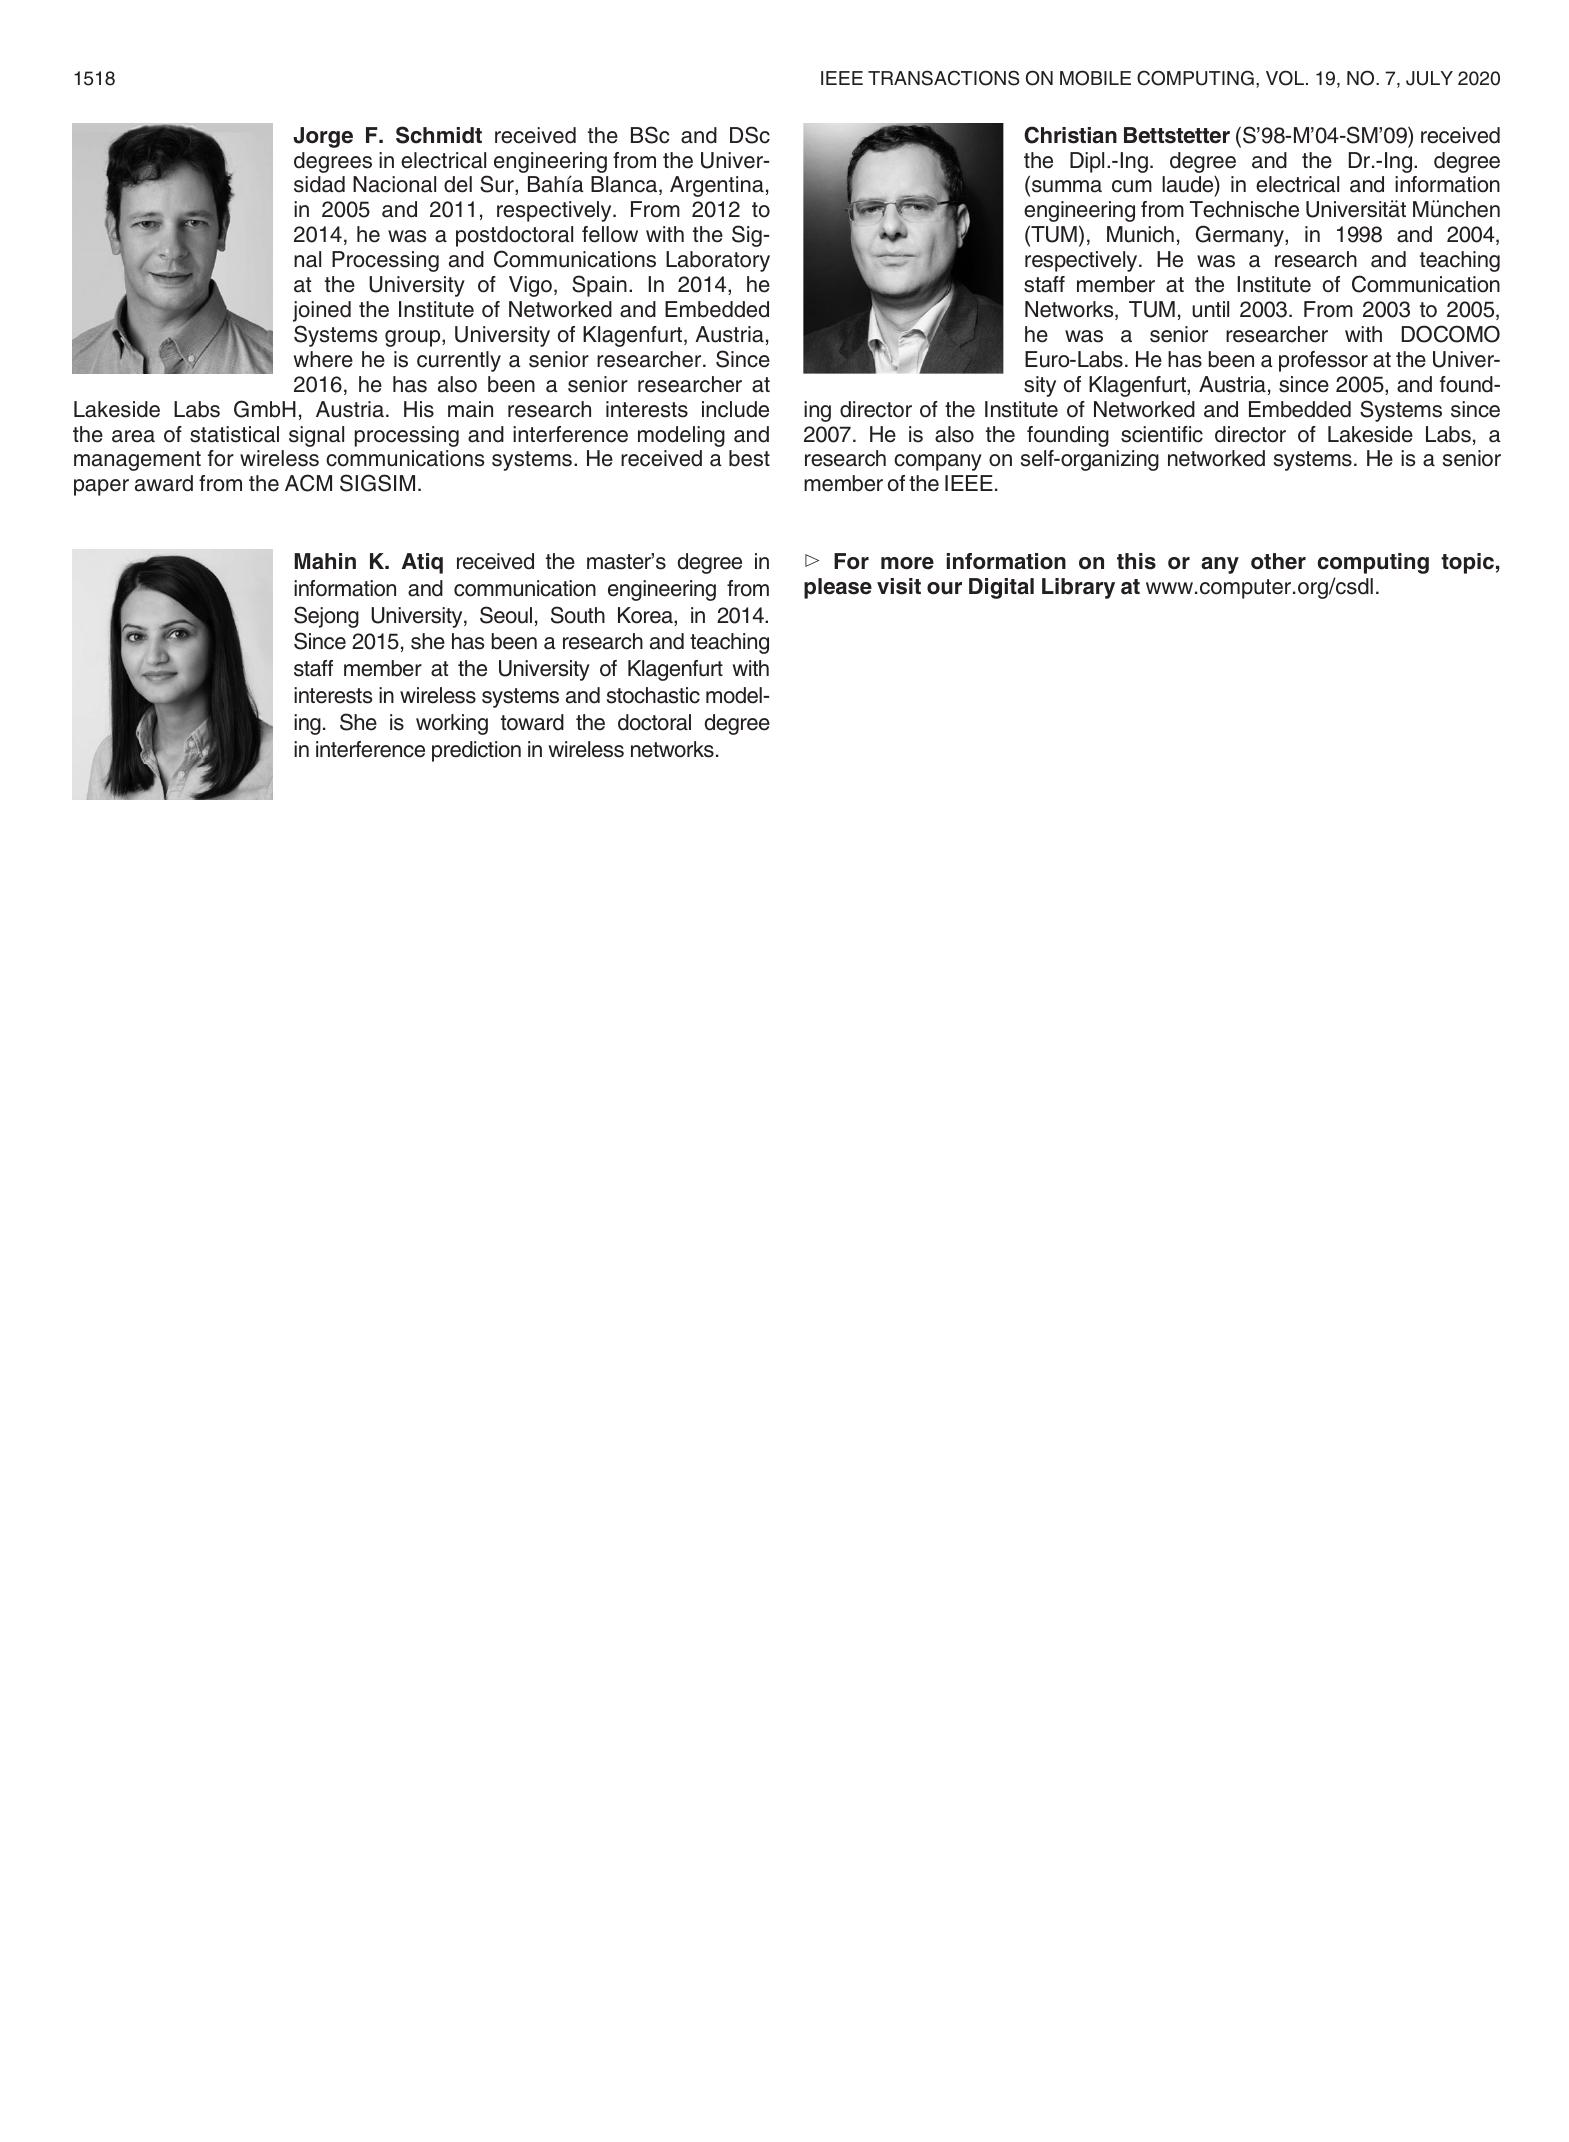 1518
IEEE TRANSACTIONS ON MOBILE COMPUTING, VOL. 19, NO. 7, JULY 2020
Jorge F. Schmidt received the BSc and DSc
degrees in electrical engineering from the Univer-
sidad Nacional del Sur, Bahía Blanca, Argentina,
in 2005 and 2011, respectively. From 2012 to
2014, he was a postdoctoral fellow with the Sig-
nal Processing and Communications Laboratory
at the University of Vigo, Spain. In 2014, he
joined the Institute of Networked and Embedded
Systems group, University of Klagenfurt, Austria,
where he is currently a senior researcher. Since
2016, he has also been a senior researcher at
Lakeside Labs GmbH, Austria. His main research interests include
the area of statistical signal processing and interference modeling and
management for wireless communications systems. He received a best
paper award from the ACM SIGSIM.
Mahin K. Atiq received the master's degree in
information and communication engineering from
Sejong University, Seoul, South Korea, in 2014.
Since 2015, she has been a research and teaching
staff member at the University of Klagenfurt with
interests in wireless systems and stochastic model-
ing. She is working toward the doctoral degree
in interference prediction in wireless networks.
Christian Bettstetter (S'98-M'04-SM'09) received
the Dipl.-Ing. degree and the Dr.-Ing. degree
(summa cum laude) in electrical and information
engineering from Technische Universität München
(TUM), Munich, Germany, in 1998 and 2004,
respectively. He was a research and teaching
staff member at the Institute of Communication
Networks, TUM, until 2003. From 2003 to 2005,
he was a senior researcher with DOCOMO
Euro-Labs. He has been a professor at the Univer-
sity of Klagenfurt, Austria, since 2005, and found-
ing director of the Institute of Networked and Embedded Systems since
2007. He is also the founding scientific director of Lakeside Labs, a
research company on self-organizing networked systems. He is a senior
member of the IEEE.
▷ For more information on this or any other computing topic,
please visit our Digital Library at www.computer.org/csdl.